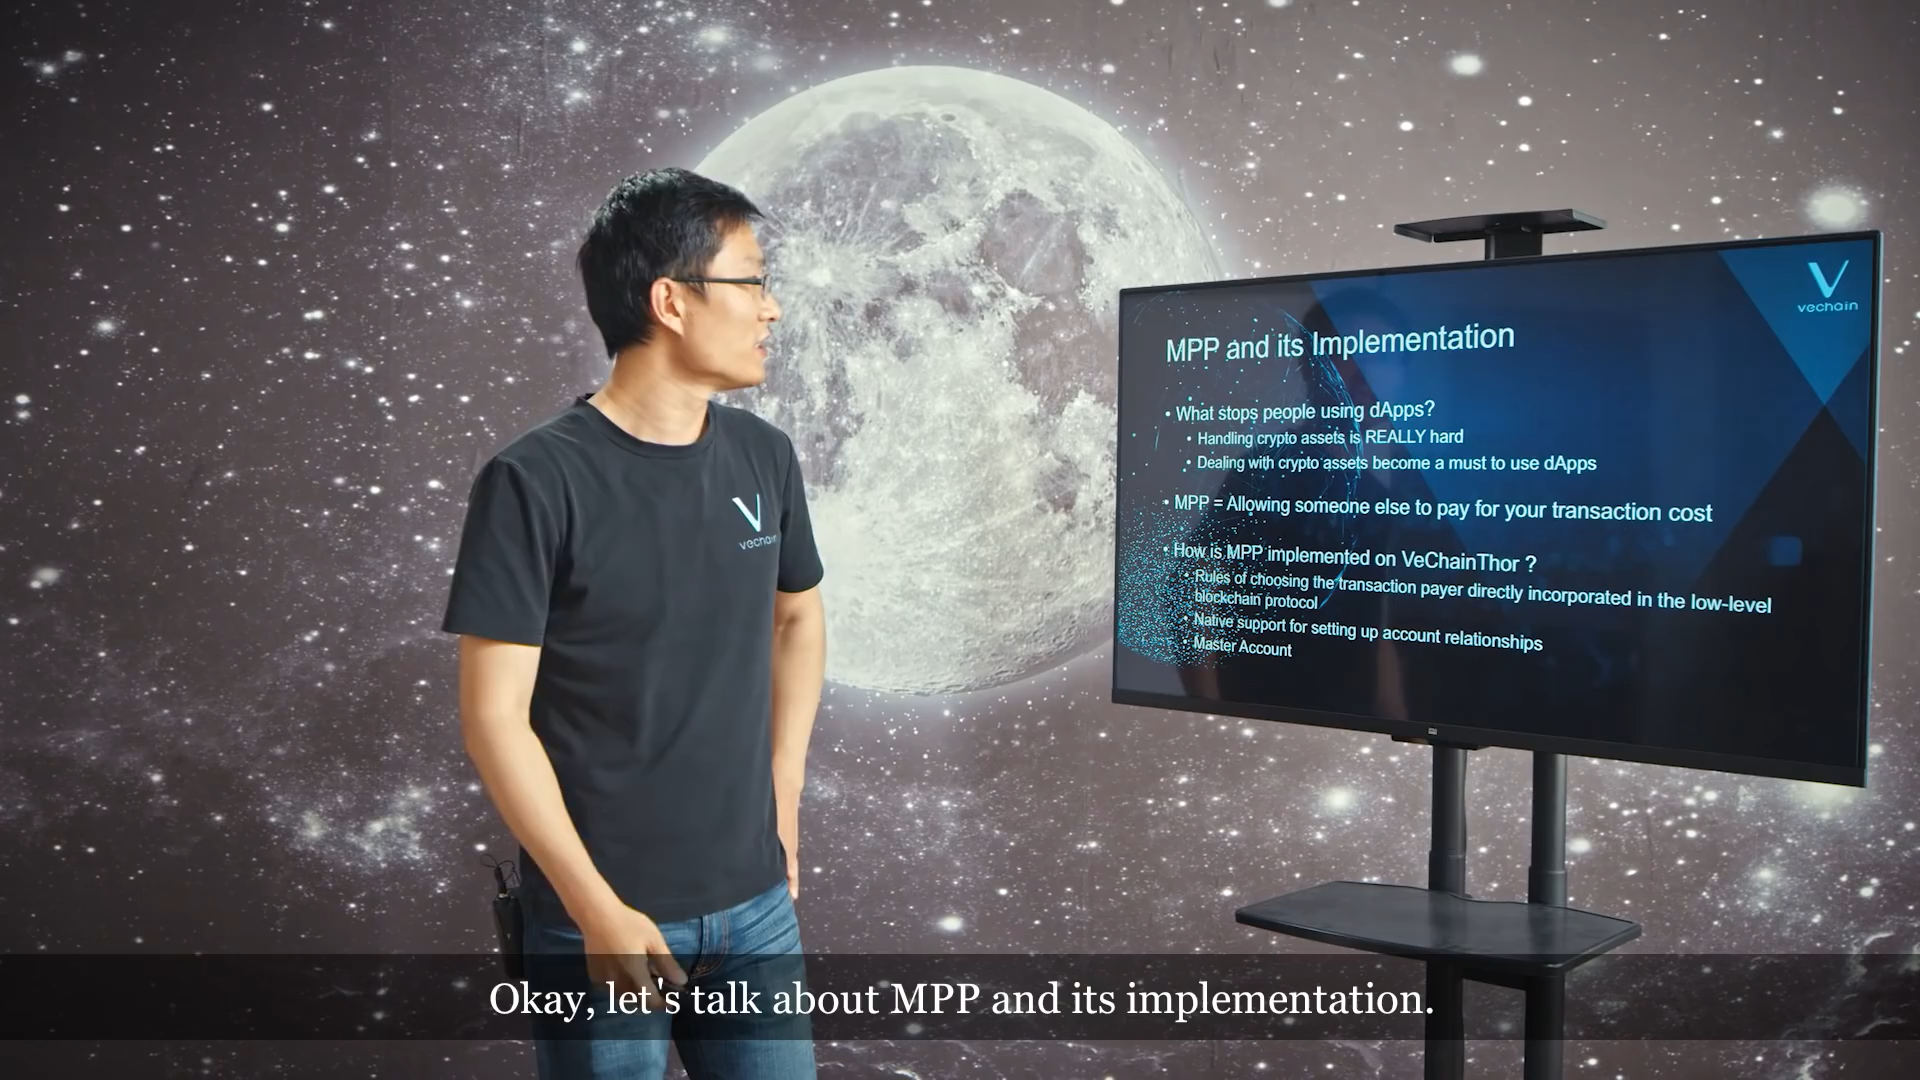 vechain
MPP and its Implementation
• What stops people using dApps?
• Handling crypto assets is REALLY hard
• Dealing with crypto assets become a must to use dApps
• MPP = Allowing someone else to pay for your transaction cost
• How is MPP implemented on VeChainThor ?
• Rules of choosing the transaction payer directly incorporated in the low-level
blockchain protocol
• Native support for setting up account relationships
• Master Account
vechain
Okay, let's talk about MPP and its implementation.